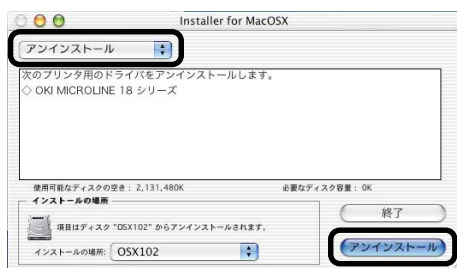 Installer for MacOSX
アンインストール
次のプリンタ用のドライバをアンインストールします。
◇ OKI MICROLINE 18 シリーズ
使用可能なディスクの空き： 2,131,480K 必要なディスク容量： 0K
インストールの場所
項目はディスク "OSX102" からアンインストールされます。
終了
インストールの場所： OSX102
アンインストール